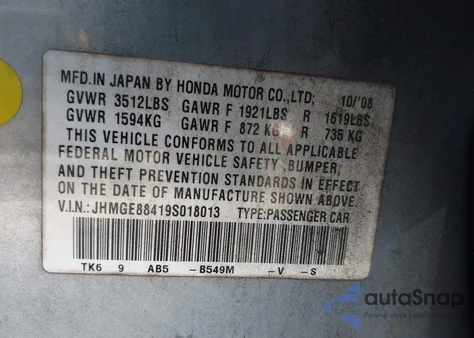 MFD.IN JAPAN BY HONDA MOTOR CO.,LTD; 10/'08
GVWR 3512LBS GAWR F 1921LBS R 1619LBS
GVWR 1594KG GAWR F 872 KG R 735 KG
THIS VEHICLE CONFORMS TO ALL APPLICABLE
FEDERAL MOTOR VEHICLE SAFETY ,BUMPER,
AND THEFT PREVENTION STANDARDS IN EFFECT
ON THE DATE OF MANUFACTURE SHOWN ABOVE.
V.I.N.: JHMGE88419S018013 TYPE:PASSENGER CAR
TK6 9 AB5 -B549M -V -S
autoSnap